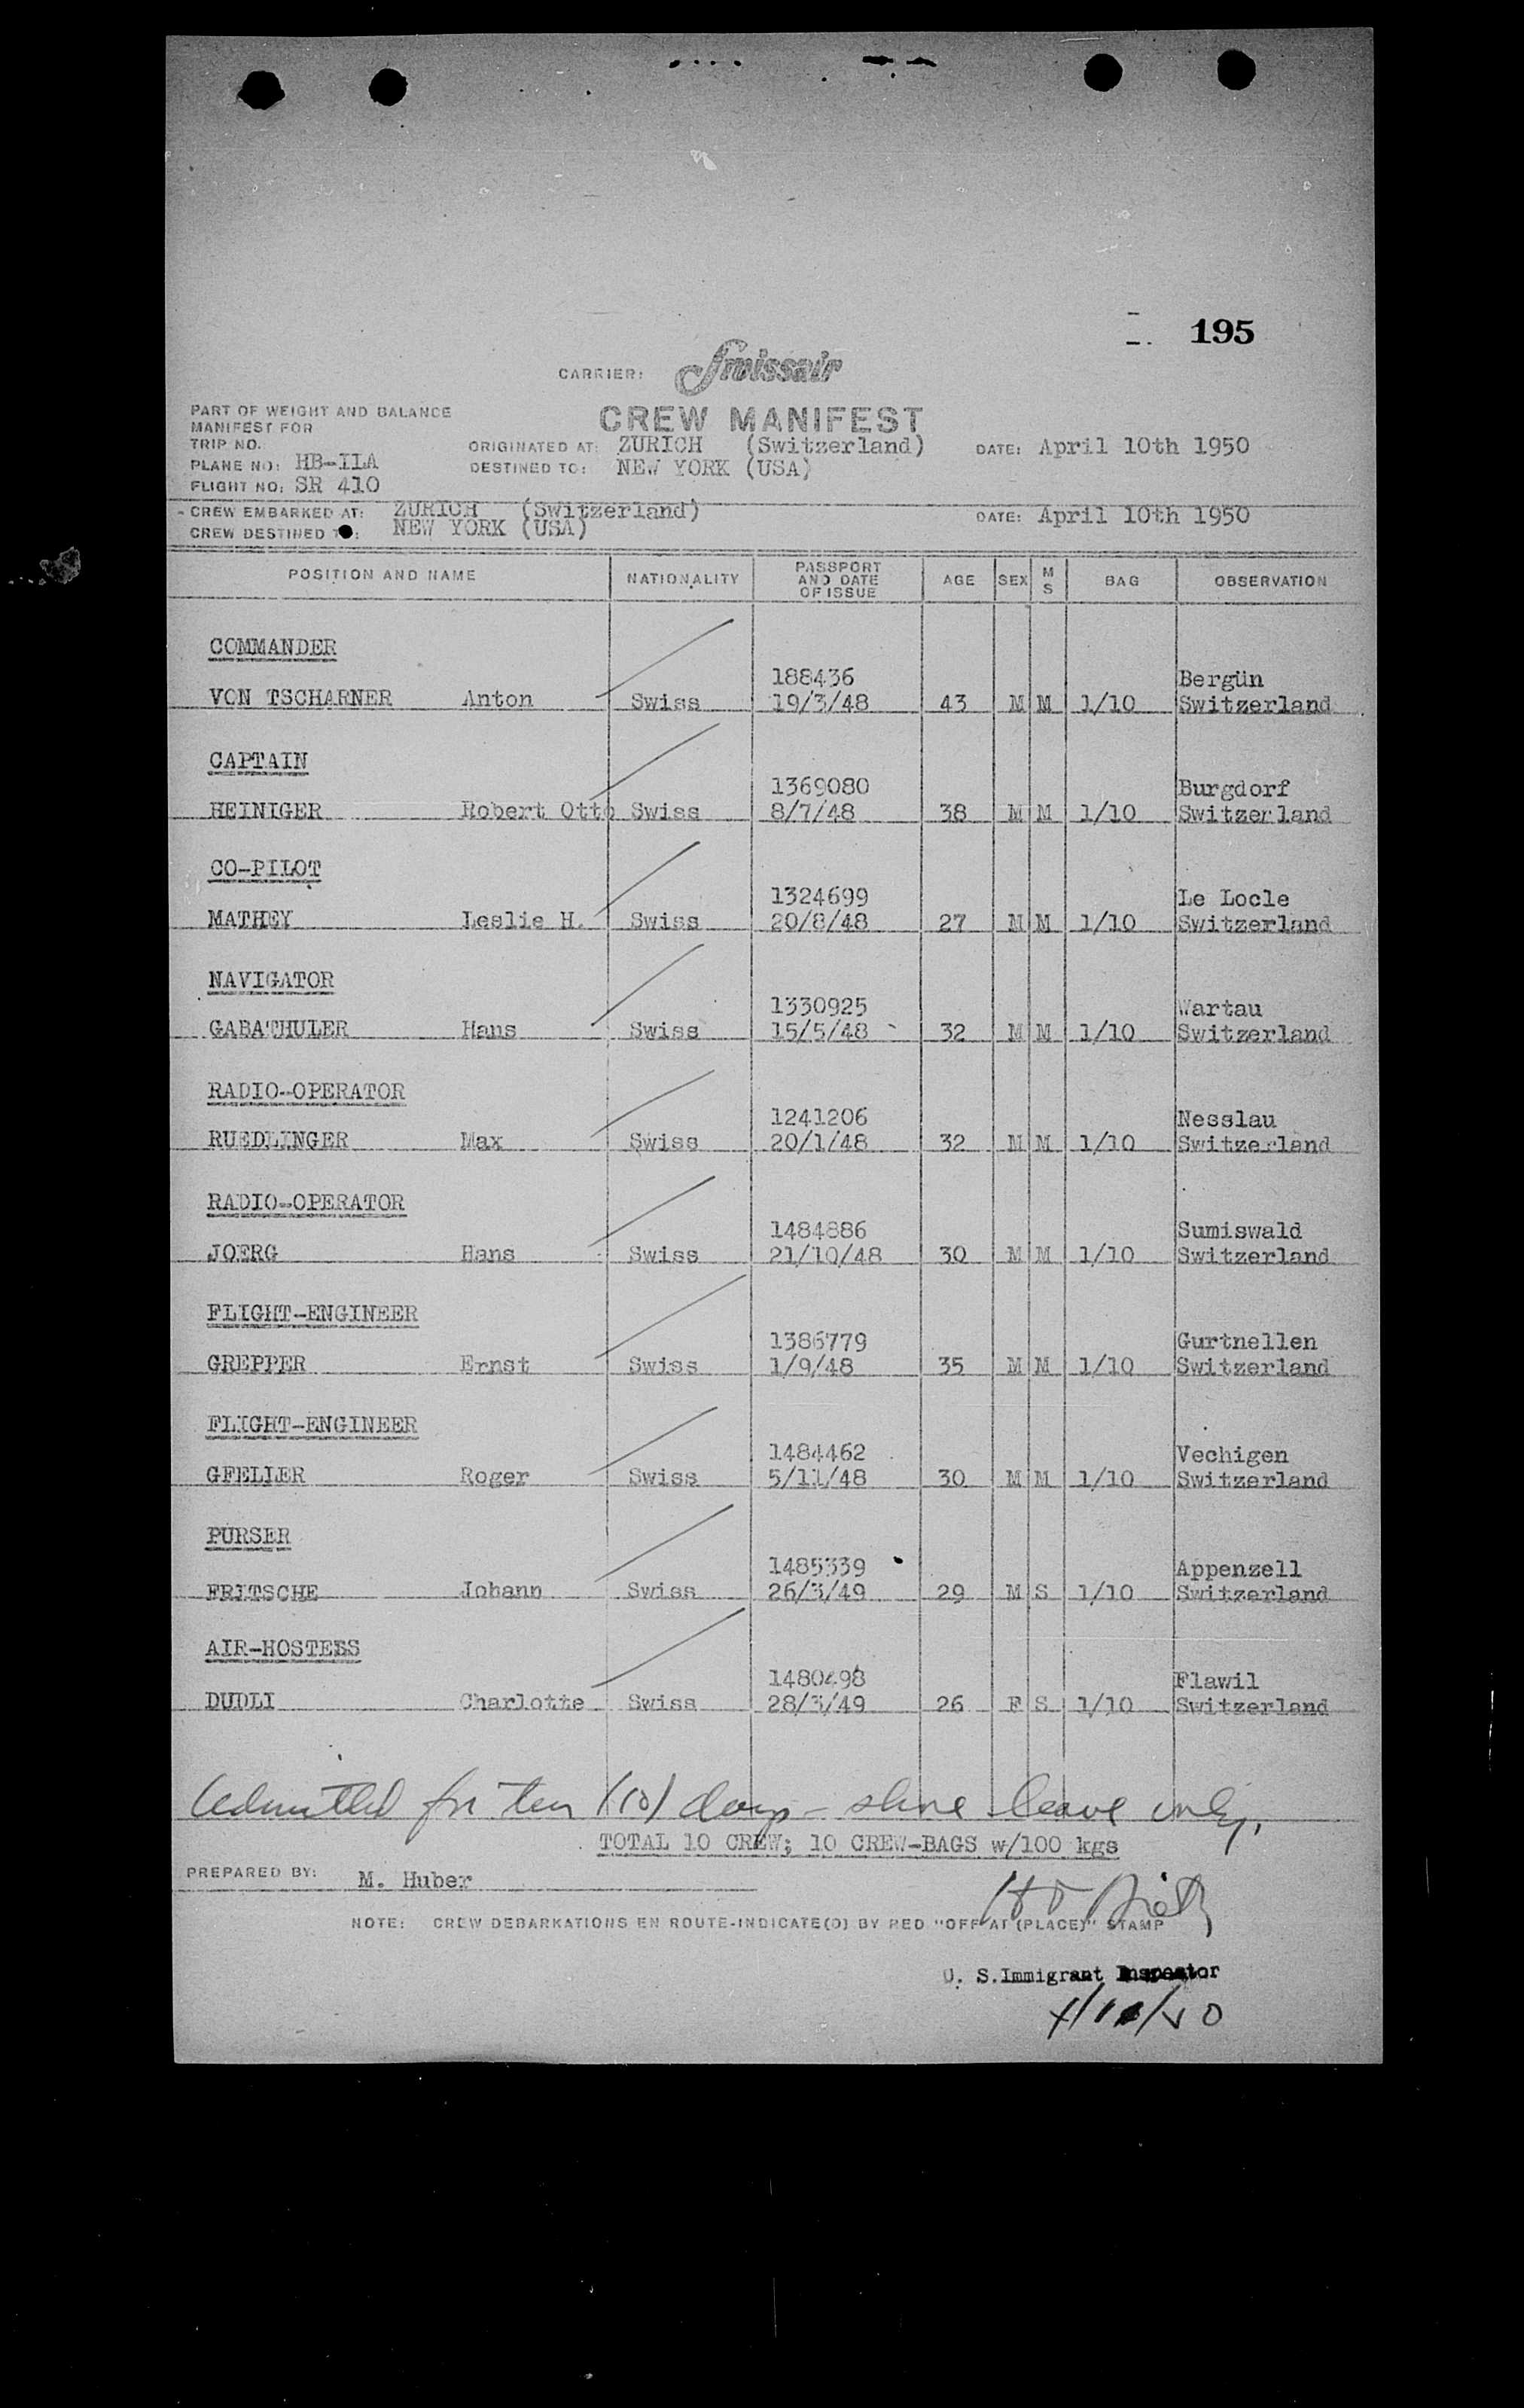 195
CARRIER: Swissair
PART OF WEIGHT AND BALANCE
MANIFEST FOR
CREW MANIFEST
TRIP NO.
ORIGINATED AT: ZURICH (Switzerland) DATE: April 10th 1950
PLANE NO: HB-ILA
DESTINED TO: NEW YORK (USA)
FLIGHT NO: SR 410
CREW EMBARKED AT: ZURICH (Switzerland) DATE: April 10th 1950
CREW DESTINED TO: NEW YORK (USA)
POSITION AND NAME NATIONALITY PASSPORT AND DATE OF ISSUE AGE SEX M S BAG OBSERVATION
COMMANDER
188436 Bergün
VON TSCHARNER Anton Swiss 19/3/48 43 M M 1/10 Switzerland
CAPTAIN
1369080 Burgdorf
HEINIGER Robert Otto Swiss 8/7/48 38 M M 1/10 Switzerland
CO-PILOT
1324699 Le Locle
MATHEY Leslie H. Swiss 20/8/48 27 M M 1/10 Switzerland
NAVIGATOR
1330925 Wartau
GABATHULER Hans Swiss 15/5/48 32 M M 1/10 Switzerland
RADIO-OPERATOR
1241206 Nesslau
RUEDLINGER Max Swiss 20/1/48 32 M M 1/10 Switzerland
RADIO-OPERATOR
1484886 Sumiswald
JOERG Hans Swiss 21/10/48 30 M M 1/10 Switzerland
FLIGHT-ENGINEER
1386779 Gurtnellen
GREPPER Ernst Swiss 1/9/48 35 M M 1/10 Switzerland
FLIGHT-ENGINEER
1484462 Vechigen
GFELLER Roger Swiss 5/11/48 30 M M 1/10 Switzerland
PURSER
1485339 Appenzell
FRITSCHE Johann Swiss 26/3/49 29 M S 1/10 Switzerland
AIR-HOSTESS
1480498 Flawil
DUDLI Charlotte Swiss 28/3/49 26 F S 1/10 Switzerland
Admitted for ten (10) days - shore leave only.
TOTAL 10 CREW; 10 CREW-BAGS w/100 kgs
PREPARED BY: M. Huber
NOTE: CREW DEBARKATIONS EN ROUTE-INDICATE(D) BY RED "OFF AT (PLACE)" STAMP
U. S. Immigrant Inspector
4/10/50